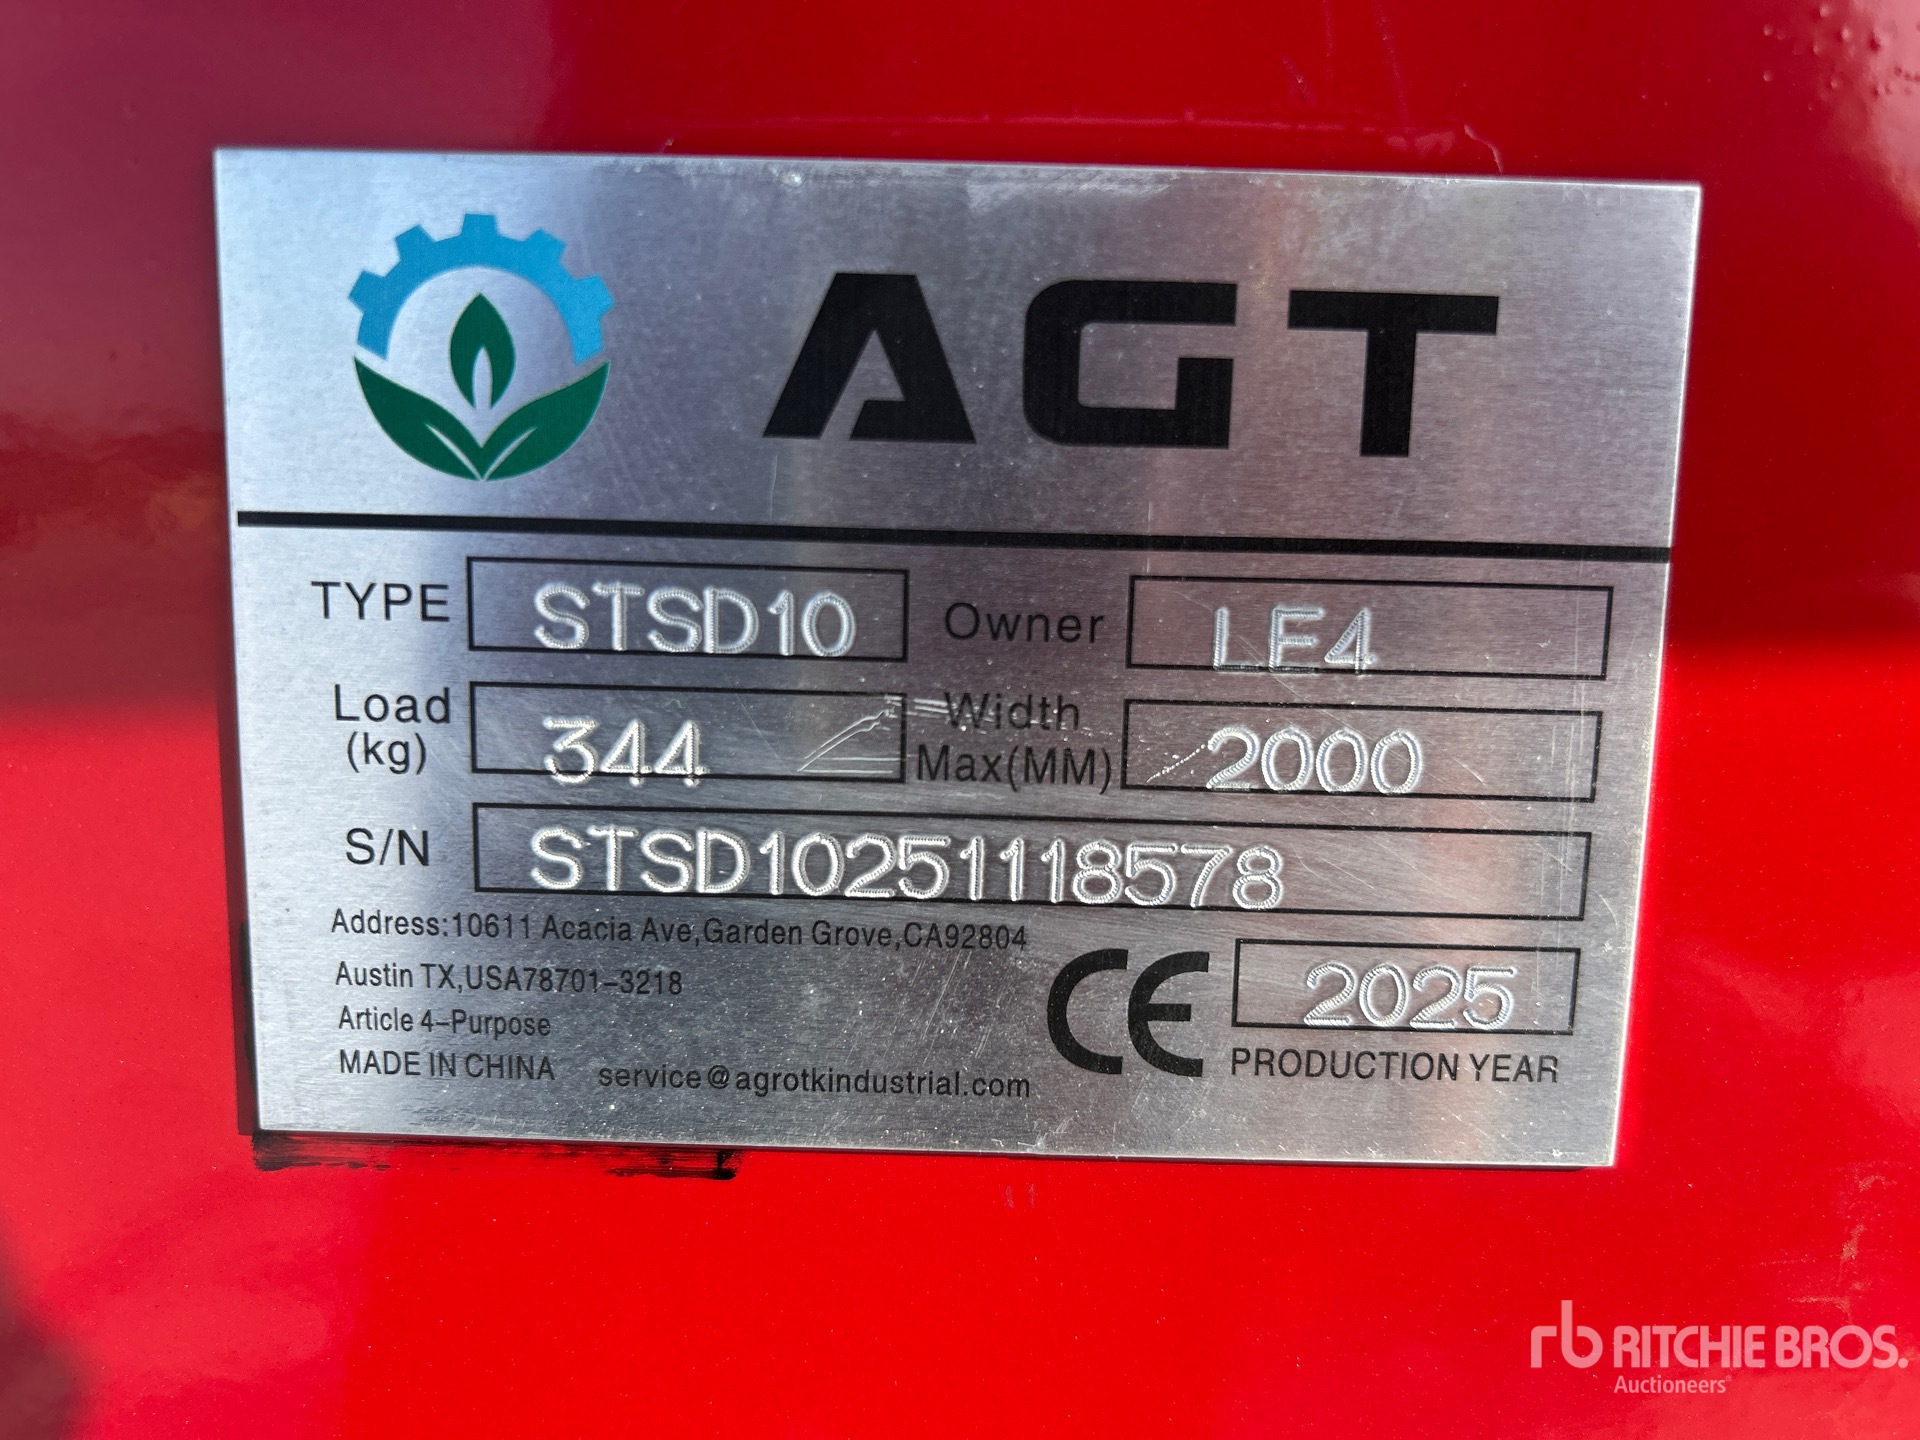 AGT
TYPE STSD10 Owner LE4
Load (kg) 344 Width Max(MM) 2000
S/N STSD10251118578
Address:10611 Acacia Ave,Garden Grove,CA92804
Austin TX,USA78701-3218
Article 4-Purpose
MADE IN CHINA service@agrotkindustrial.com
CE 2025
PRODUCTION YEAR
rb RITCHIE BROS.
Auctioneers